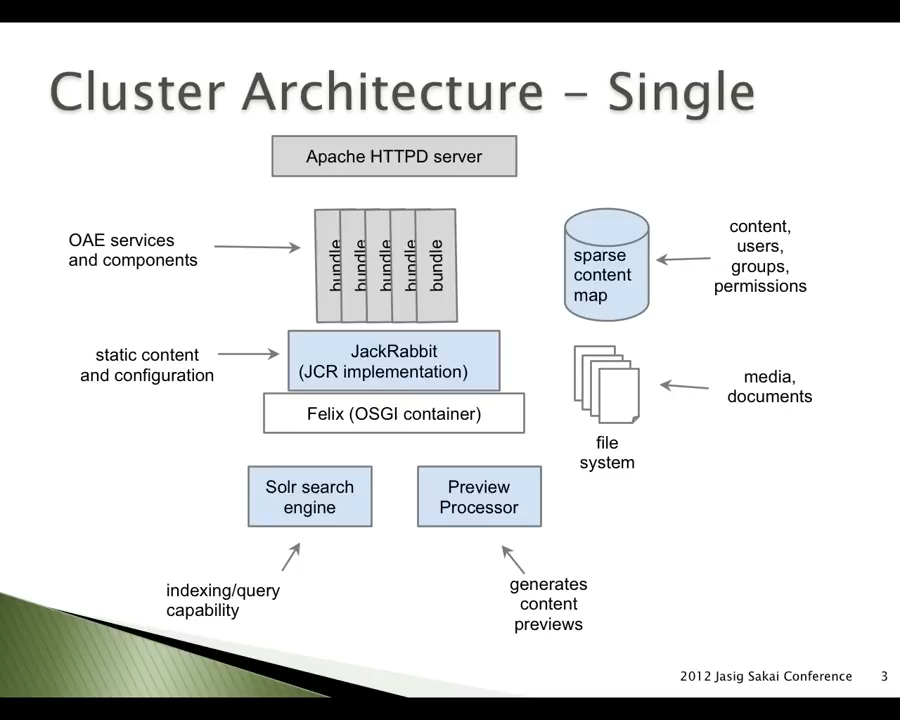 Cluster Architecture – Single
Apache HTTPD server
OAE services
and components
bundle
bundle
bundle
bundle
bundle
sparse
content
map
content,
users,
groups,
permissions
static content
and configuration
JackRabbit
(JCR implementation)
Felix (OSGI container)
media,
documents
file
system
Solr search
engine
Preview
Processor
indexing/query
capability
generates
content
previews
2012 Jasig Sakai Conference
3